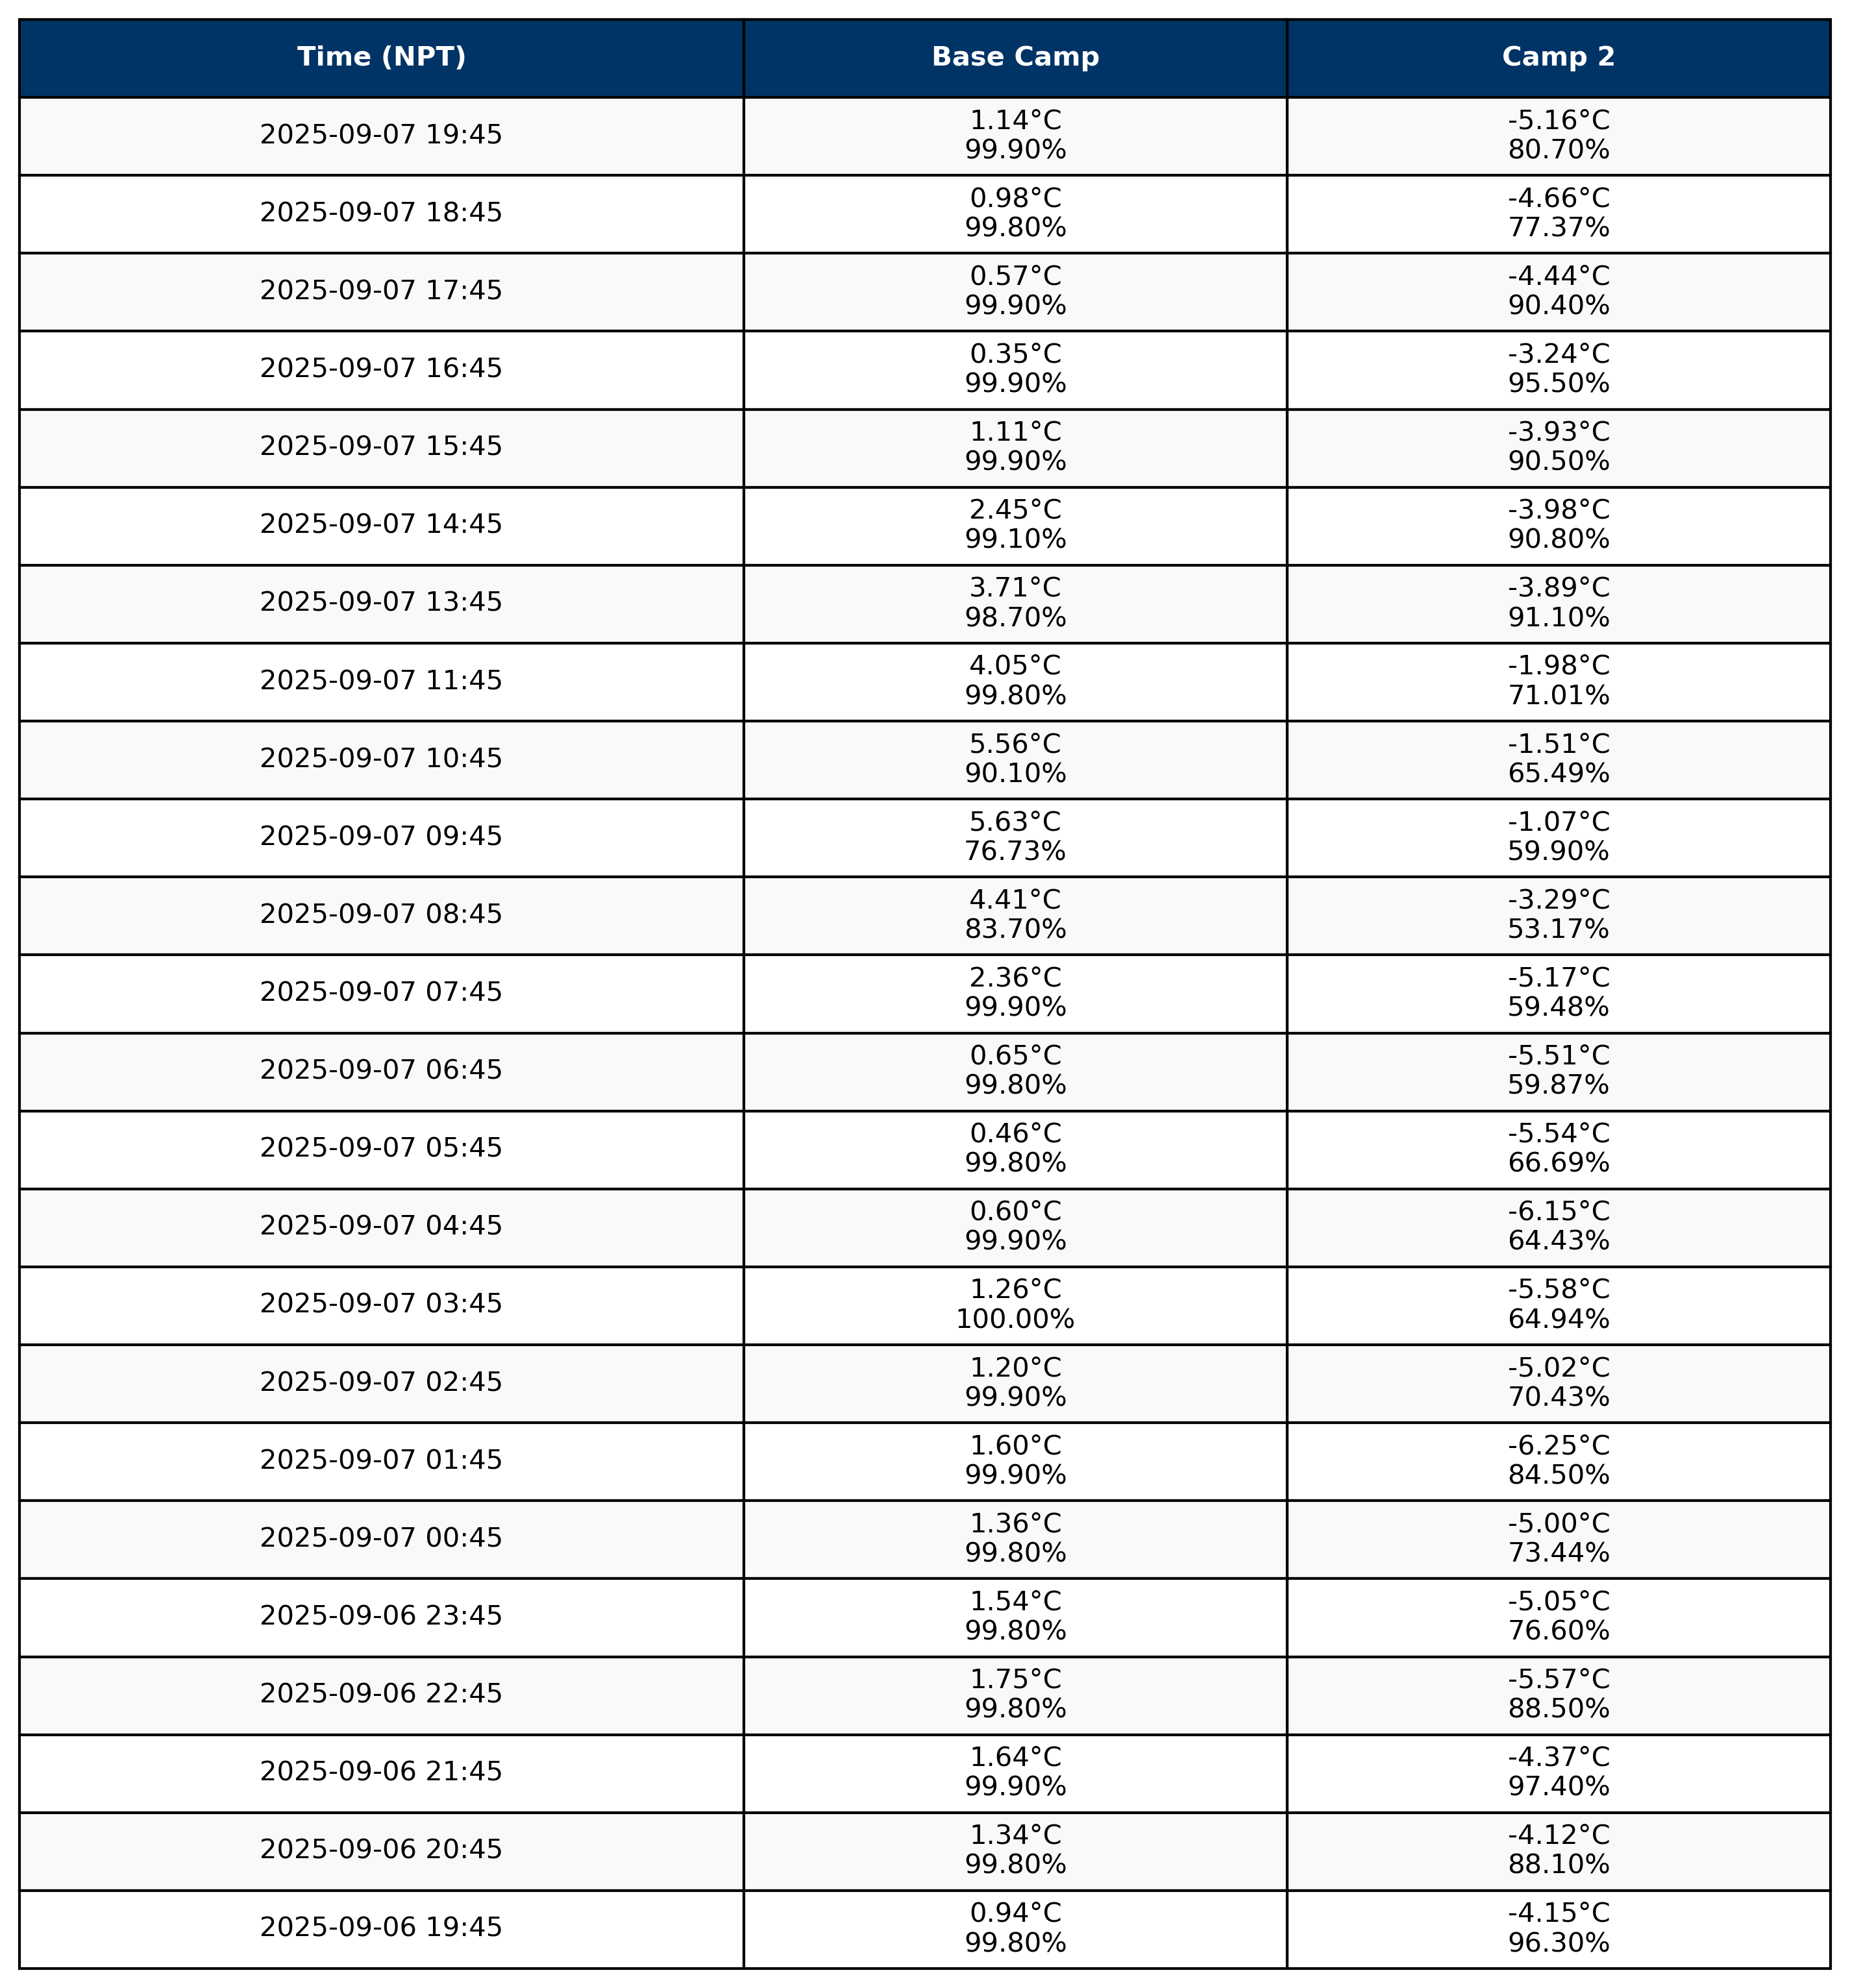 Time (NPT) Base Camp Camp 2
2025-09-07 19:45 1.14°C -5.16°C
99.90% 80.70%
2025-09-07 18:45 0.98°C -4.66°C
99.80% 77.37%
2025-09-07 17:45 0.57°C -4.44°C
99.90% 90.40%
2025-09-07 16:45 0.35°C -3.24°C
99.90% 95.50%
2025-09-07 15:45 1.11°C -3.93°C
99.90% 90.50%
2025-09-07 14:45 2.45°C -3.98°C
99.10% 90.80%
2025-09-07 13:45 3.71°C -3.89°C
98.70% 91.10%
2025-09-07 11:45 4.05°C -1.98°C
99.80% 71.01%
2025-09-07 10:45 5.56°C -1.51°C
90.10% 65.49%
2025-09-07 09:45 5.63°C -1.07°C
76.73% 59.90%
2025-09-07 08:45 4.41°C -3.29°C
83.70% 53.17%
2025-09-07 07:45 2.36°C -5.17°C
99.90% 59.48%
2025-09-07 06:45 0.65°C -5.51°C
99.80% 59.87%
2025-09-07 05:45 0.46°C -5.54°C
99.80% 66.69%
2025-09-07 04:45 0.60°C -6.15°C
99.90% 64.43%
2025-09-07 03:45 1.26°C -5.58°C
100.00% 64.94%
2025-09-07 02:45 1.20°C -5.02°C
99.90% 70.43%
2025-09-07 01:45 1.60°C -6.25°C
99.90% 84.50%
2025-09-07 00:45 1.36°C -5.00°C
99.80% 73.44%
2025-09-06 23:45 1.54°C -5.05°C
99.80% 76.60%
2025-09-06 22:45 1.75°C -5.57°C
99.80% 88.50%
2025-09-06 21:45 1.64°C -4.37°C
99.90% 97.40%
2025-09-06 20:45 1.34°C -4.12°C
99.80% 88.10%
2025-09-06 19:45 0.94°C -4.15°C
99.80% 96.30%